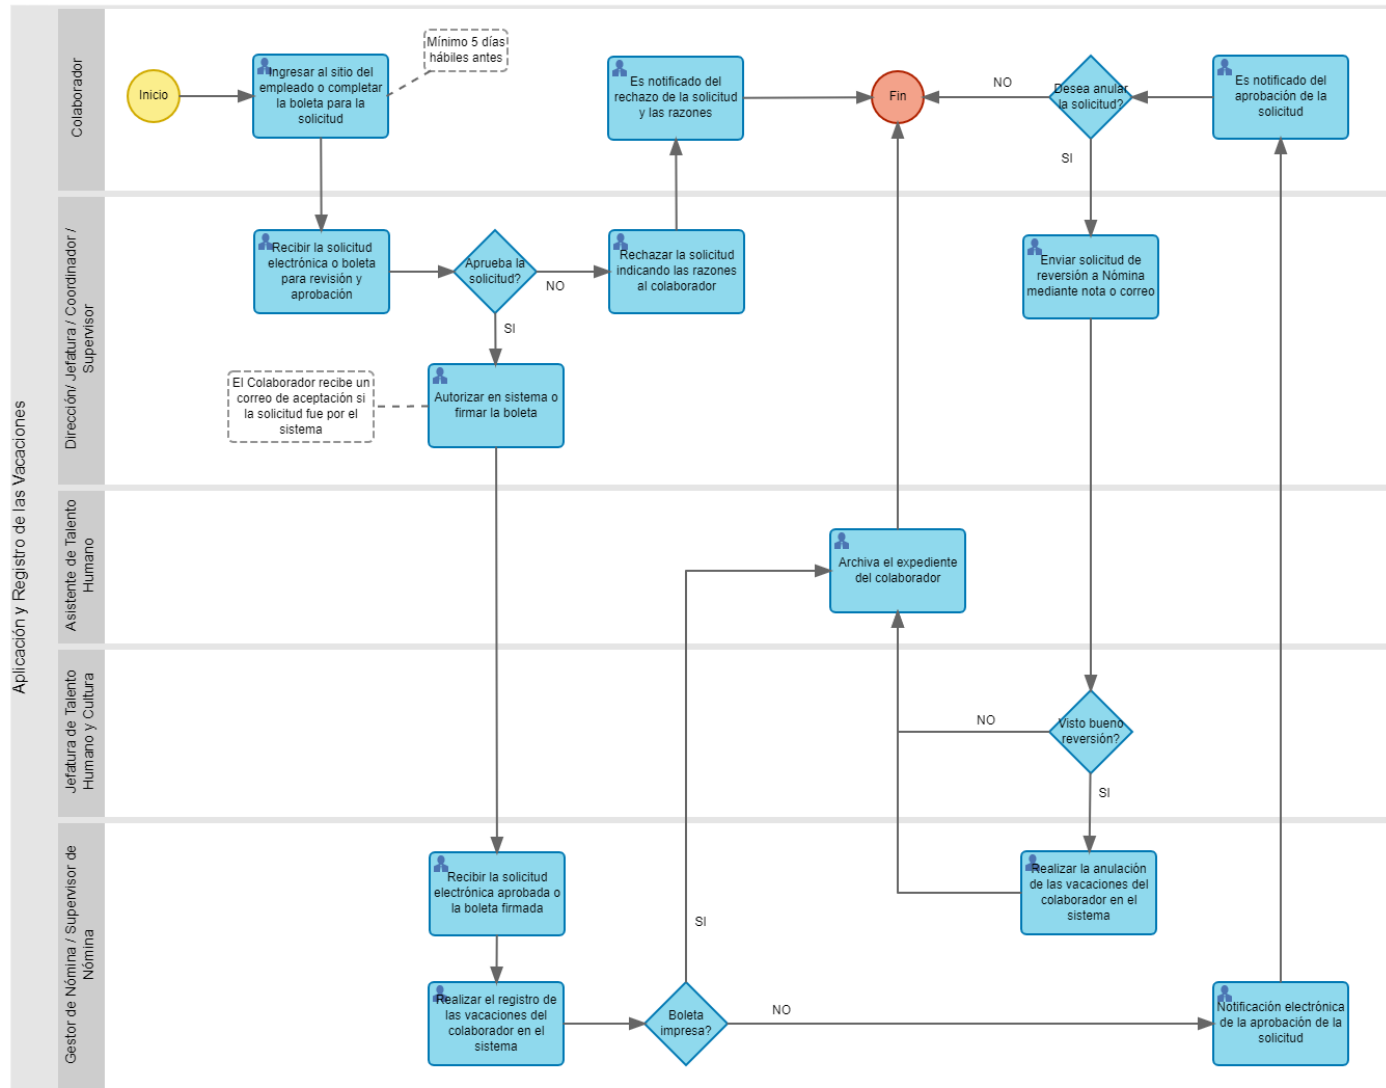 Aplicación y Registro de las Vacaciones
Colaborador
Inicio
Ingresar al sitio del
empleado o completar
la boleta para la
solicitud
Mínimo 5 días
hábiles antes
Es notificado del
rechazo de la solicitud
y las razones
Fin
NO
Desea anular
la solicitud?
SI
Es notificado del
aprobación de la
solicitud
Dirección/ Jefatura / Coordinador /
Supervisor
Recibir la solicitud
electrónica o boleta
para revisión y
aprobación
Aprueba la
solicitud?
NO
SI
Rechazar la solicitud
indicando las razones
al colaborador
Enviar solicitud de
reversión a Nómina
mediante nota o correo
El Colaborador recibe un
correo de aceptación si
la solicitud fue por el
sistema
Autorizar en sistema o
firmar la boleta
Asistente de Talento
Humano
Archiva el expediente
del colaborador
Jefatura de Talento
Humano y Cultura
NO
Visto bueno
reversión?
SI
Gestor de Nómina / Supervisor de
Nómina
Recibir la solicitud
electrónica aprobada o
la boleta firmada
Realizar la anulación
de las vacaciones del
colaborador en el
sistema
SI
Realizar el registro de
las vacaciones del
colaborador en el
sistema
Boleta
impresa?
NO
Notificación electrónica
de la aprobación de la
solicitud